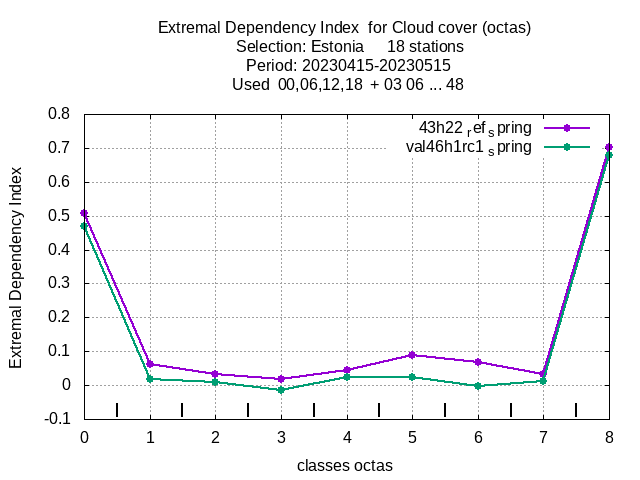 Extremal Dependency Index  for Cloud cover (octas)
Selection: Estonia     18 stations
Period: 20230415-20230515
Used  00,06,12,18  + 03 06 ... 48
43h22 ref spring
val46h1rc1 spring
0.8
0.7
0.6
0.5
0.4
0.3
0.2
0.1
0
-0.1
Extremal Dependency Index
0 1 2 3 4 5 6 7 8
classes octas